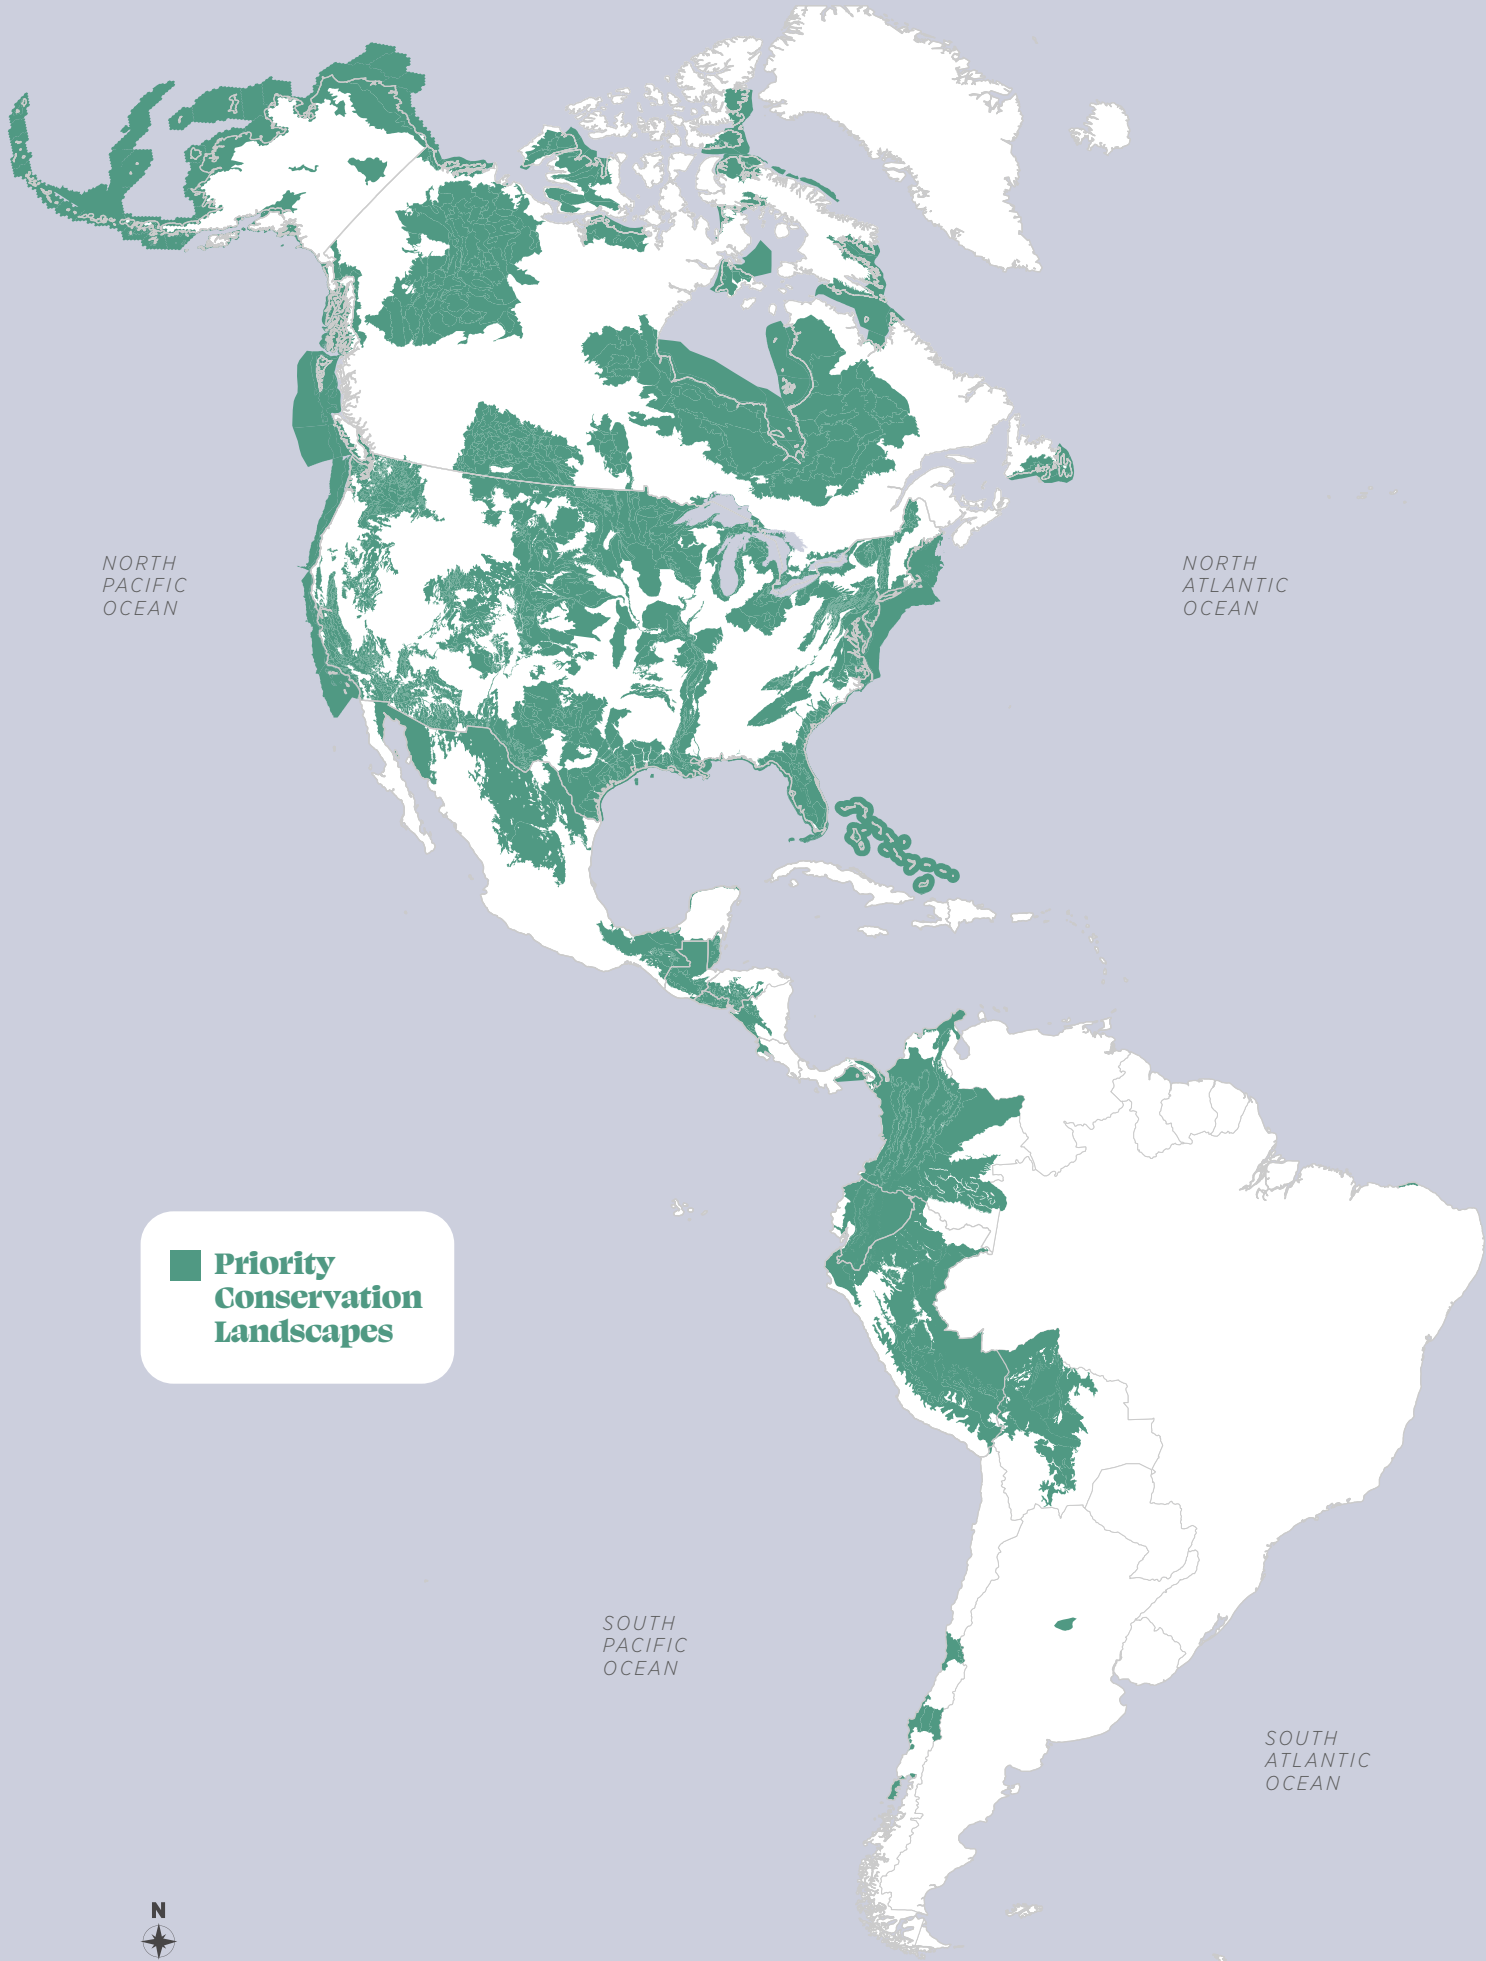 NORTH
PACIFIC
OCEAN
NORTH
ATLANTIC
OCEAN
Priority
Conservation
Landscapes
SOUTH
PACIFIC
OCEAN
SOUTH
ATLANTIC
OCEAN
N